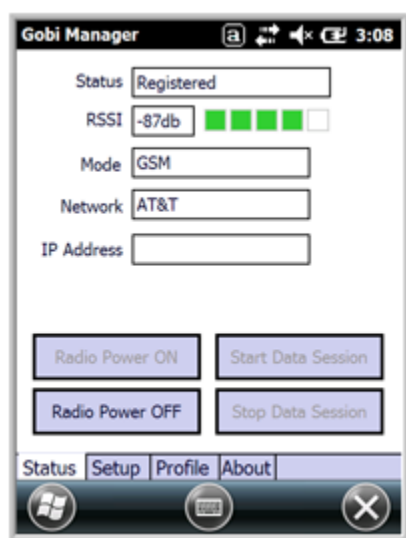 Gobi Manager a 3:08
Status Registered
RSSI -87db
Mode GSM
Network AT&T
IP Address
Radio Power ON Start Data Session
Radio Power OFF Stop Data Session
Status Setup Profile About